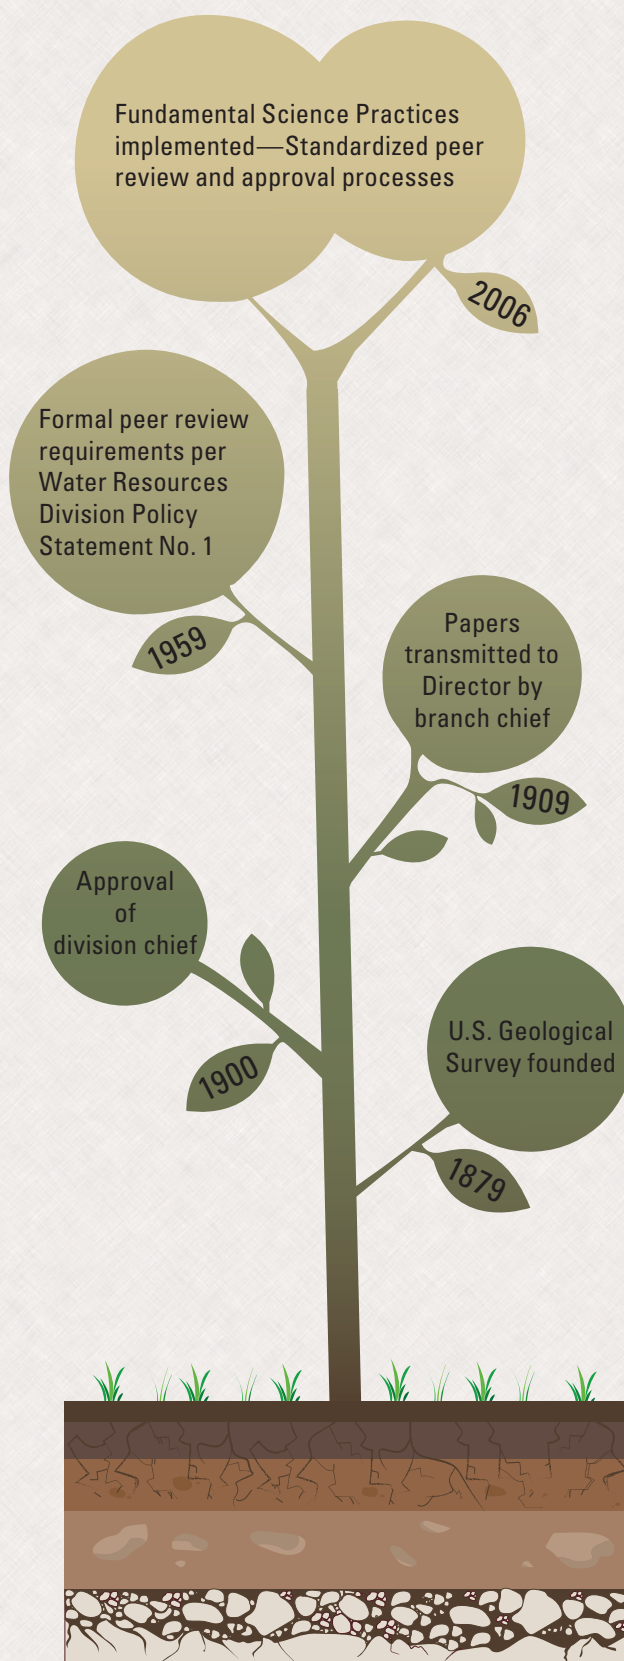 Fundamental Science Practices
implemented—Standardized peer
review and approval processes
2006
Formal peer review
requirements per
Water Resources
Division Policy
Statement No. 1
1959
Papers
transmitted to
Director by
branch chief
1909
Approval
of
division chief
1900
U.S. Geological
Survey founded
1879